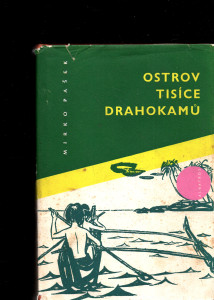 OSTROV
TISÍCE
DRAHOKAMŮ
MIRKO PAŠEK